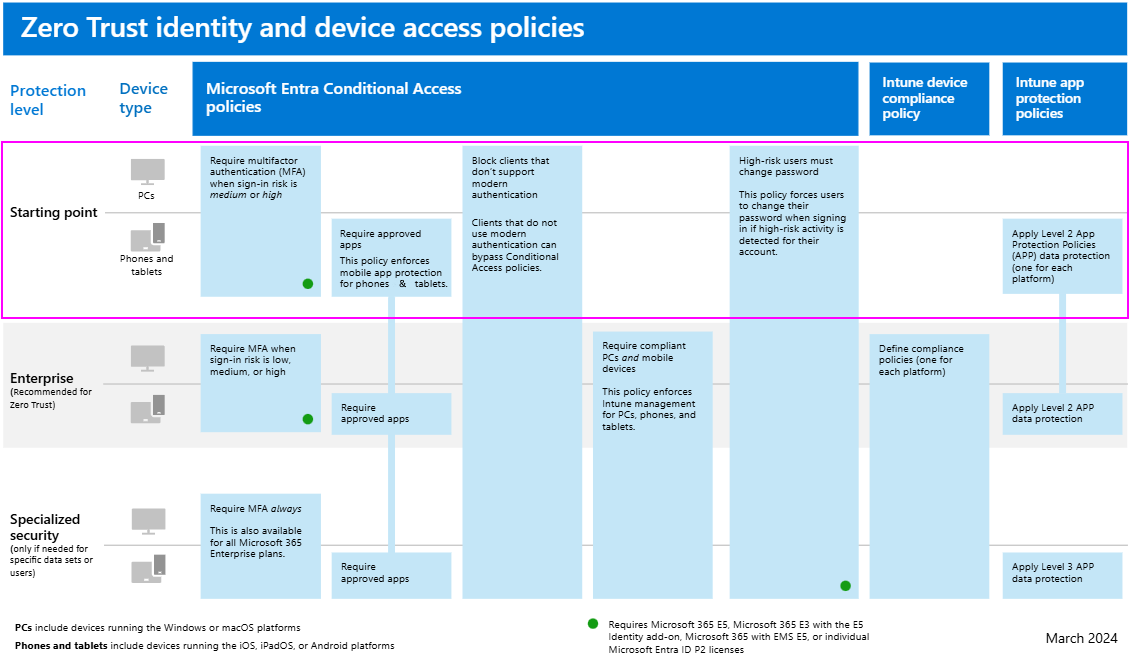 Zero Trust identity and device access policies
Protection
level
Device
type
Microsoft Entra Conditional Access
policies
Intune device
compliance
policy
Intune app
protection
policies
Starting point
PCs
Phones and
tablets
Require multifactor
authentication (MFA)
when sign-in risk is
medium or high
Require approved
apps
This policy enforces
mobile app protection
for phones & tablets.
Block clients that
don't support
modern
authentication
Clients that do not
use modern
authentication can
bypass Conditional
Access policies.
High-risk users must
change password
This policy forces users
to change their
password when signing
in if high-risk activity is
detected for their
account.
Apply Level 2 App
Protection Policies
(APP) data protection
(one for each
platform)
Enterprise
(Recommended for
Zero Trust)
Require MFA when
sign-in risk is low,
medium, or high
Require
approved apps
Require compliant
PCs and mobile
devices
This policy enforces
Intune management
for PCs, phones, and
tablets.
Define compliance
policies (one for
each platform)
Apply Level 2 APP
data protection
Specialized
security
(only if needed for
specific data sets or
users)
Require MFA always
This is also available
for all Microsoft 365
Enterprise plans.
Require
approved apps
Apply Level 3 APP
data protection
PCs include devices running the Windows or macOS platforms
Phones and tablets include devices running the iOS, iPadOS, or Android platforms
Requires Microsoft 365 E5, Microsoft 365 E3 with the E5
Identity add-on, Microsoft 365 with EMS E5, or individual
Microsoft Entra ID P2 licenses
March 2024